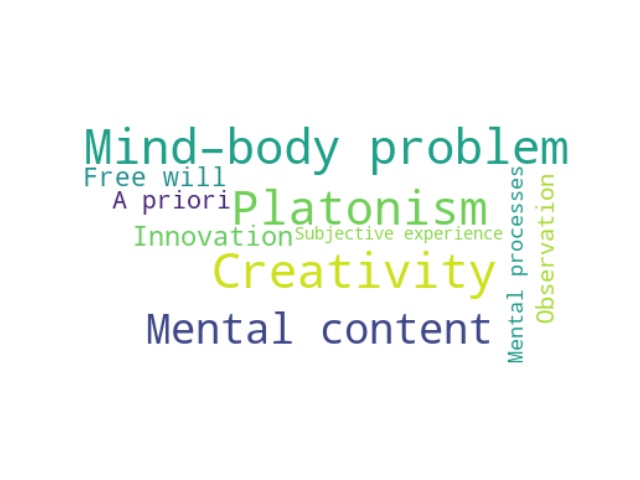 Mind-body problem
Free will
A priori
Platonism
Innovation
Subjective experience
Creativity
Mental content
Mental processes
Observation